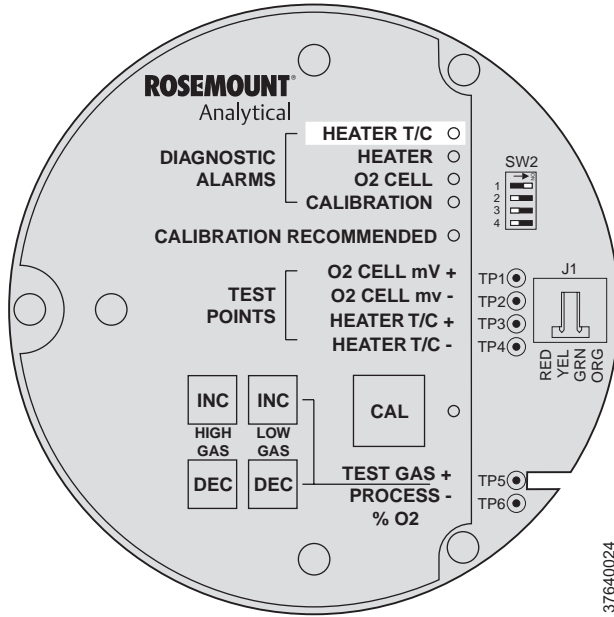 ROSEMOUNT®
Analytical
DIAGNOSTIC
ALARMS
HEATER T/C
HEATER
O2 CELL
CALIBRATION
CALIBRATION RECOMMENDED
TEST
POINTS
O2 CELL mV +
O2 CELL mv -
HEATER T/C +
HEATER T/C -
SW2
1
2
3
4
TP1
TP2
TP3
TP4
J1
RED
YEL
GRN
ORG
INC
INC
HIGH
GAS
LOW
GAS
DEC
DEC
CAL
TEST GAS +
PROCESS -
% O2
TP5
TP6
37640024